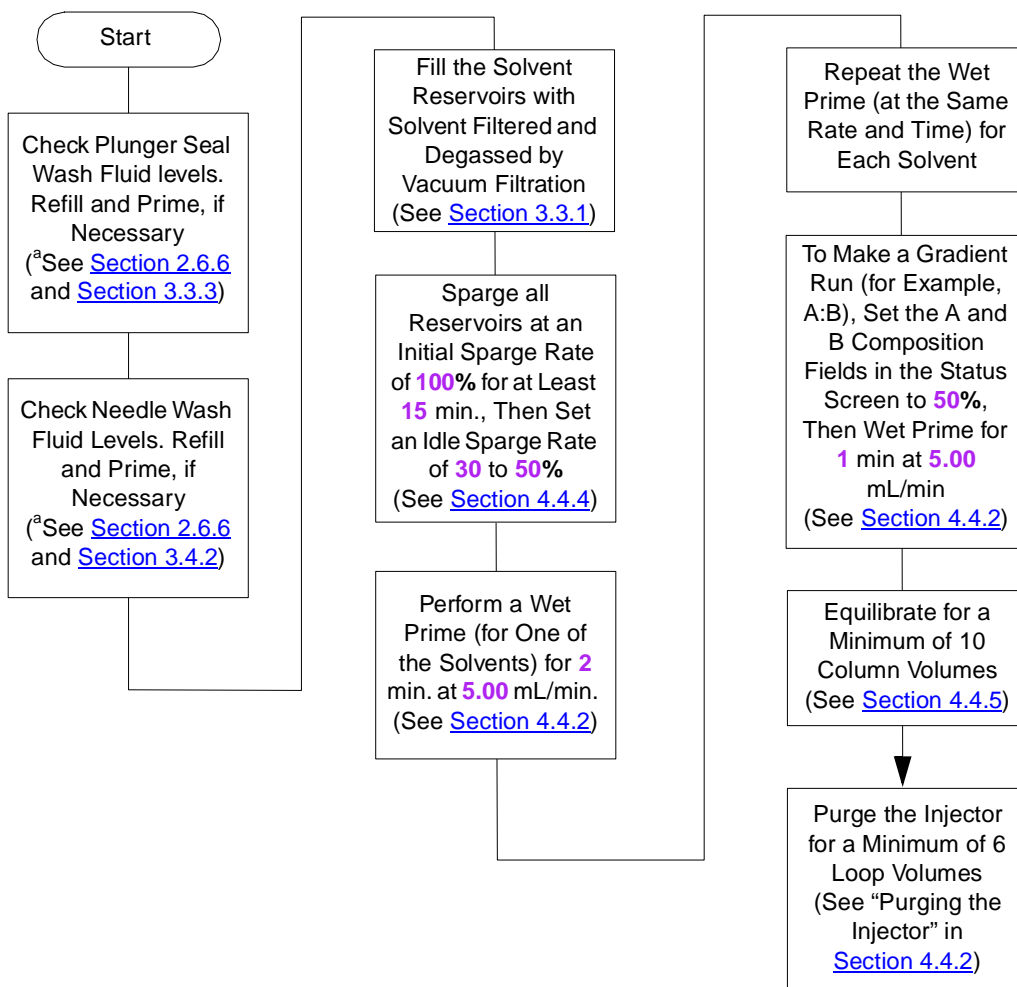 Start
Check Plunger Seal
Wash Fluid levels.
Refill and Prime, if
Necessary
(ᵃSee Section 2.6.6
and Section 3.3.3)
Check Needle Wash
Fluid Levels. Refill
and Prime, if
Necessary
(ᵃSee Section 2.6.6
and Section 3.4.2)
Fill the Solvent
Reservoirs with
Solvent Filtered and
Degassed by
Vacuum Filtration
(See Section 3.3.1)
Sparge all
Reservoirs at an
Initial Sparge Rate
of 100% for at Least
15 min., Then Set
an Idle Sparge Rate
of 30 to 50%
(See Section 4.4.4)
Perform a Wet
Prime (for One of
the Solvents) for 2
min. at 5.00 mL/min.
(See Section 4.4.2)
Repeat the Wet
Prime (at the Same
Rate and Time) for
Each Solvent
To Make a Gradient
Run (for Example,
A:B), Set the A and
B Composition
Fields in the Status
Screen to 50%,
Then Wet Prime for
1 min at 5.00
mL/min
(See Section 4.4.2)
Equilibrate for a
Minimum of 10
Column Volumes
(See Section 4.4.5)
Purge the Injector
for a Minimum of 6
Loop Volumes
(See “Purging the
Injector” in
Section 4.4.2)